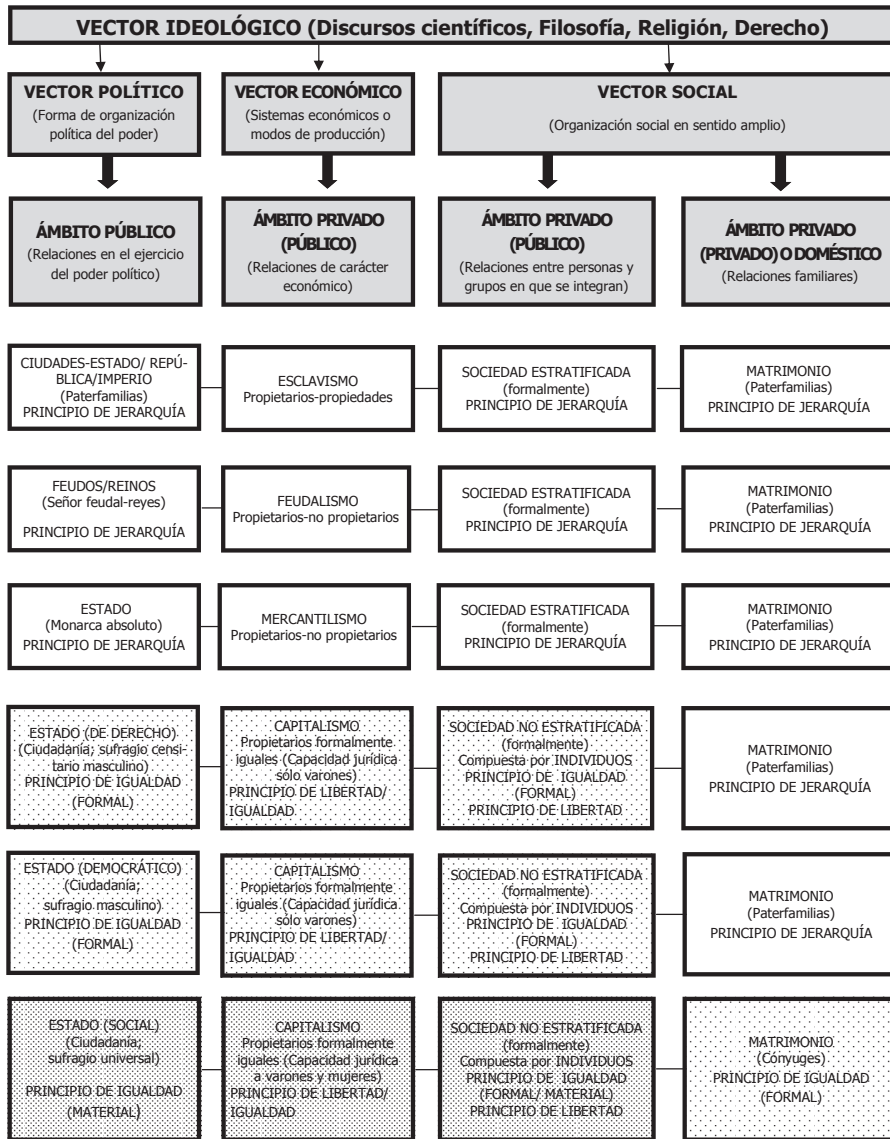 VECTOR IDEOLÓGICO (Discursos científicos, Filosofía, Religión, Derecho)
VECTOR POLÍTICO
(Forma de organización
política del poder)
VECTOR ECONÓMICO
(Sistemas económicos o
modos de producción)
VECTOR SOCIAL
(Organización social en sentido amplio)
ÁMBITO PÚBLICO
(Relaciones en el ejercicio
del poder político)
ÁMBITO PRIVADO
(PÚBLICO)
(Relaciones de carácter
económico)
ÁMBITO PRIVADO
(PÚBLICO)
(Relaciones entre personas y
grupos en que se integran)
ÁMBITO PRIVADO
(PRIVADO) O DOMÉSTICO
(Relaciones familiares)
CIUDADES-ESTADO/ REPÚ-
BLICA/IMPERIO
(Paterfamilias)
PRINCIPIO DE JERARQUÍA
ESCLAVISMO
Propietarios-propiedades
SOCIEDAD ESTRATIFICADA
(formalmente)
PRINCIPIO DE JERARQUÍA
MATRIMONIO
(Paterfamilias)
PRINCIPIO DE JERARQUÍA
FEUDOS/REINOS
(Señor feudal-reyes)
PRINCIPIO DE JERARQUÍA
FEUDALISMO
Propietarios-no propietarios
SOCIEDAD ESTRATIFICADA
(formalmente)
PRINCIPIO DE JERARQUÍA
MATRIMONIO
(Paterfamilias)
PRINCIPIO DE JERARQUÍA
ESTADO
(Monarca absoluto)
PRINCIPIO DE JERARQUÍA
MERCANTILISMO
Propietarios-no propietarios
SOCIEDAD ESTRATIFICADA
(formalmente)
PRINCIPIO DE JERARQUÍA
MATRIMONIO
(Paterfamilias)
PRINCIPIO DE JERARQUÍA
ESTADO (DE DERECHO)
(Ciudadanía; sufragio censi-
tario masculino)
PRINCIPIO DE IGUALDAD
(FORMAL)
CAPITALISMO
Propietarios formalmente
iguales (Capacidad jurídica
sólo varones)
PRINCIPIO DE LIBERTAD/
IGUALDAD
SOCIEDAD NO ESTRATIFICADA
(formalmente)
Compuesta por INDIVIDUOS
PRINCIPIO DE IGUALDAD
(FORMAL)
PRINCIPIO DE LIBERTAD
MATRIMONIO
(Paterfamilias)
PRINCIPIO DE JERARQUÍA
ESTADO (DEMOCRÁTICO)
(Ciudadanía;
sufragio masculino)
PRINCIPIO DE IGUALDAD
(FORMAL)
CAPITALISMO
Propietarios formalmente
iguales (Capacidad jurídica
sólo varones)
PRINCIPIO DE LIBERTAD/
IGUALDAD
SOCIEDAD NO ESTRATIFICADA
(formalmente)
Compuesta por INDIVIDUOS
PRINCIPIO DE IGUALDAD
(FORMAL)
PRINCIPIO DE LIBERTAD
MATRIMONIO
(Paterfamilias)
PRINCIPIO DE JERARQUÍA
ESTADO (SOCIAL)
(Ciudadanía;
sufragio universal)
PRINCIPIO DE IGUALDAD
(MATERIAL)
CAPITALISMO
Propietarios formalmente
iguales (Capacidad jurídica
a varones y mujeres)
PRINCIPIO DE LIBERTAD/
IGUALDAD
SOCIEDAD NO ESTRATIFICADA
(formalmente)
Compuesta por INDIVIDUOS
PRINCIPIO DE IGUALDAD
(FORMAL/ MATERIAL)
PRINCIPIO DE LIBERTAD
MATRIMONIO
(Cónyuges)
PRINCIPIO DE IGUALDAD
(FORMAL)